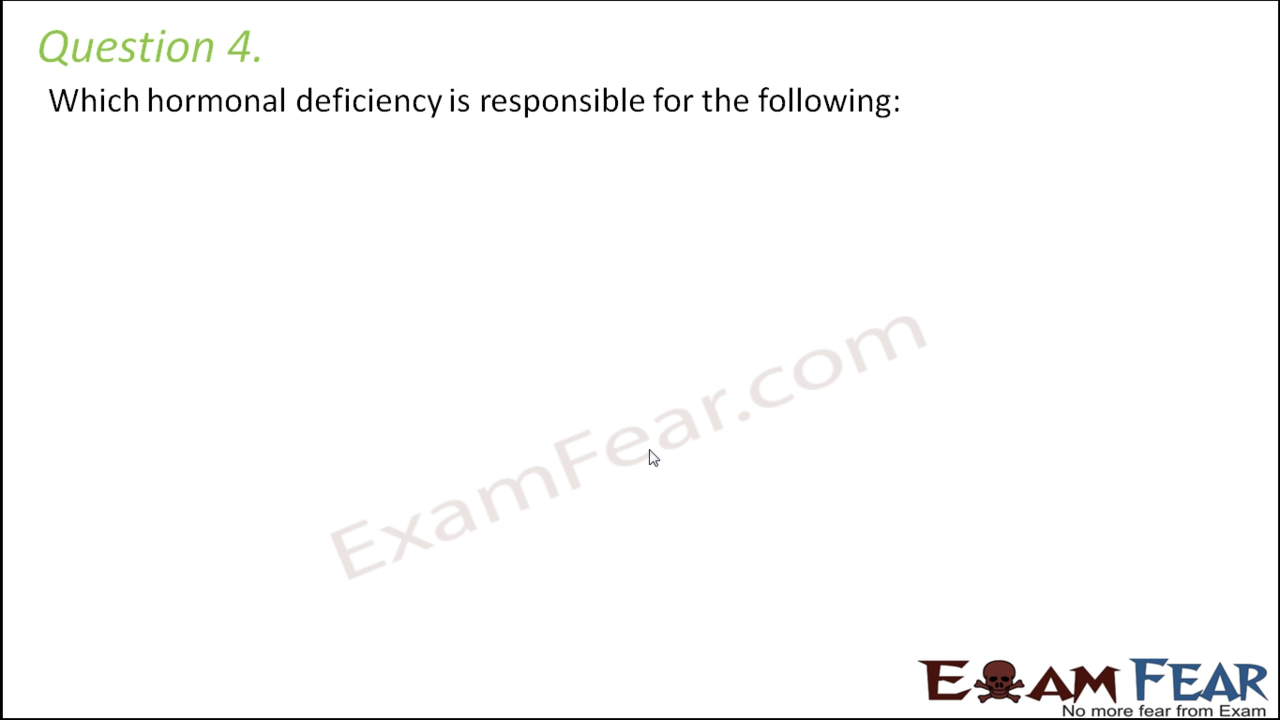 Question 4.
Which hormonal deficiency is responsible for the following:
ExamFear.com
EXAM FEAR
No more fear from Exam